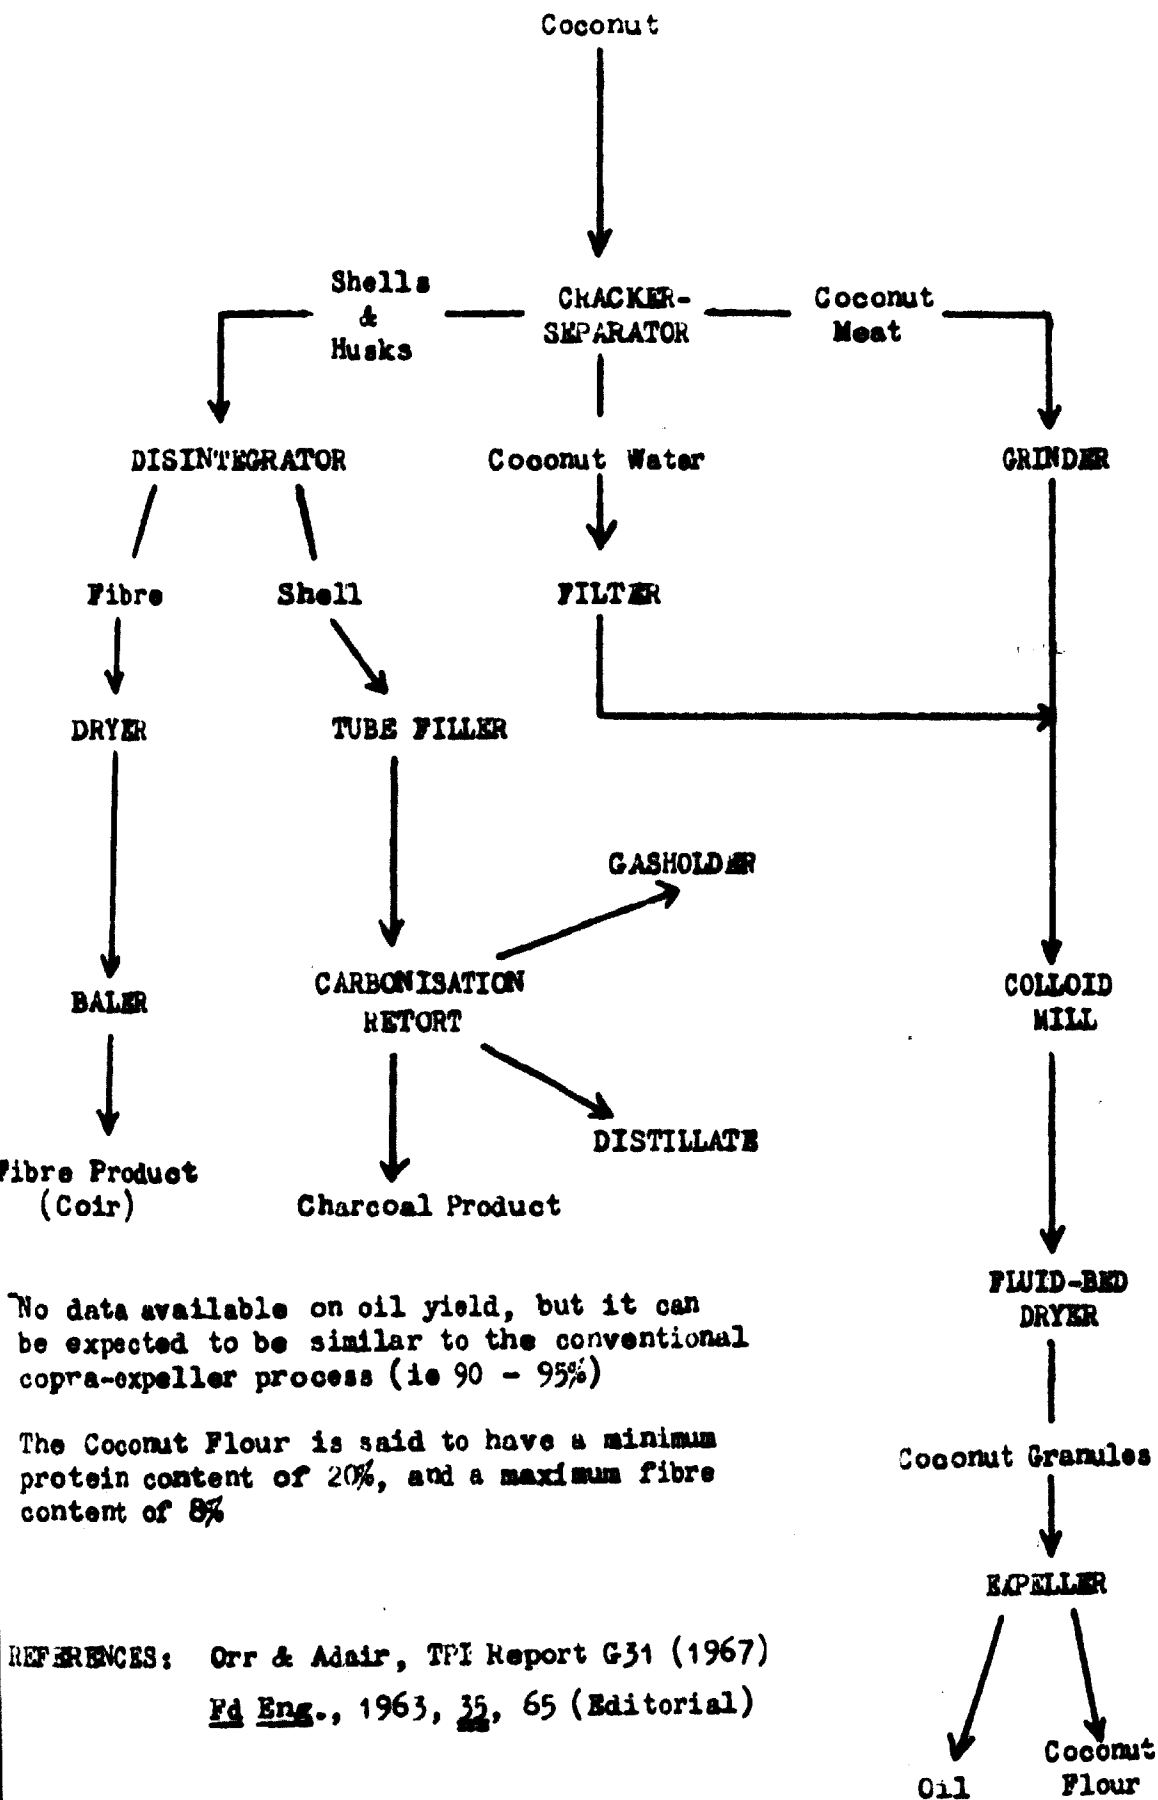 Coconut
Shells
&
Husks
CRACKER-
SEPARATOR
Coconut
Meat
DISINTEGRATOR
Coconut Water
GRINDER
Fibre
Shell
FILTER
DRYER
TUBE FILLER
GASHOLDER
CARBONISATION
RETORT
BALER
COLLOID
MILL
DISTILLATE
Fibre Product
(Coir)
Charcoal Product
FLUID-BED
DRYER
No data available on oil yield, but it can
be expected to be similar to the conventional
copra-expeller process (ie 90 - 95%)
The Coconut Flour is said to have a minimum
protein content of 20%, and a maximum fibre
content of 8%
Coconut Granules
EXPELLER
REFERENCES: Orr & Adair, TPI Report G31 (1967)
Fd Eng., 1963, 35, 65 (Editorial)
Oil
Coconut
Flour